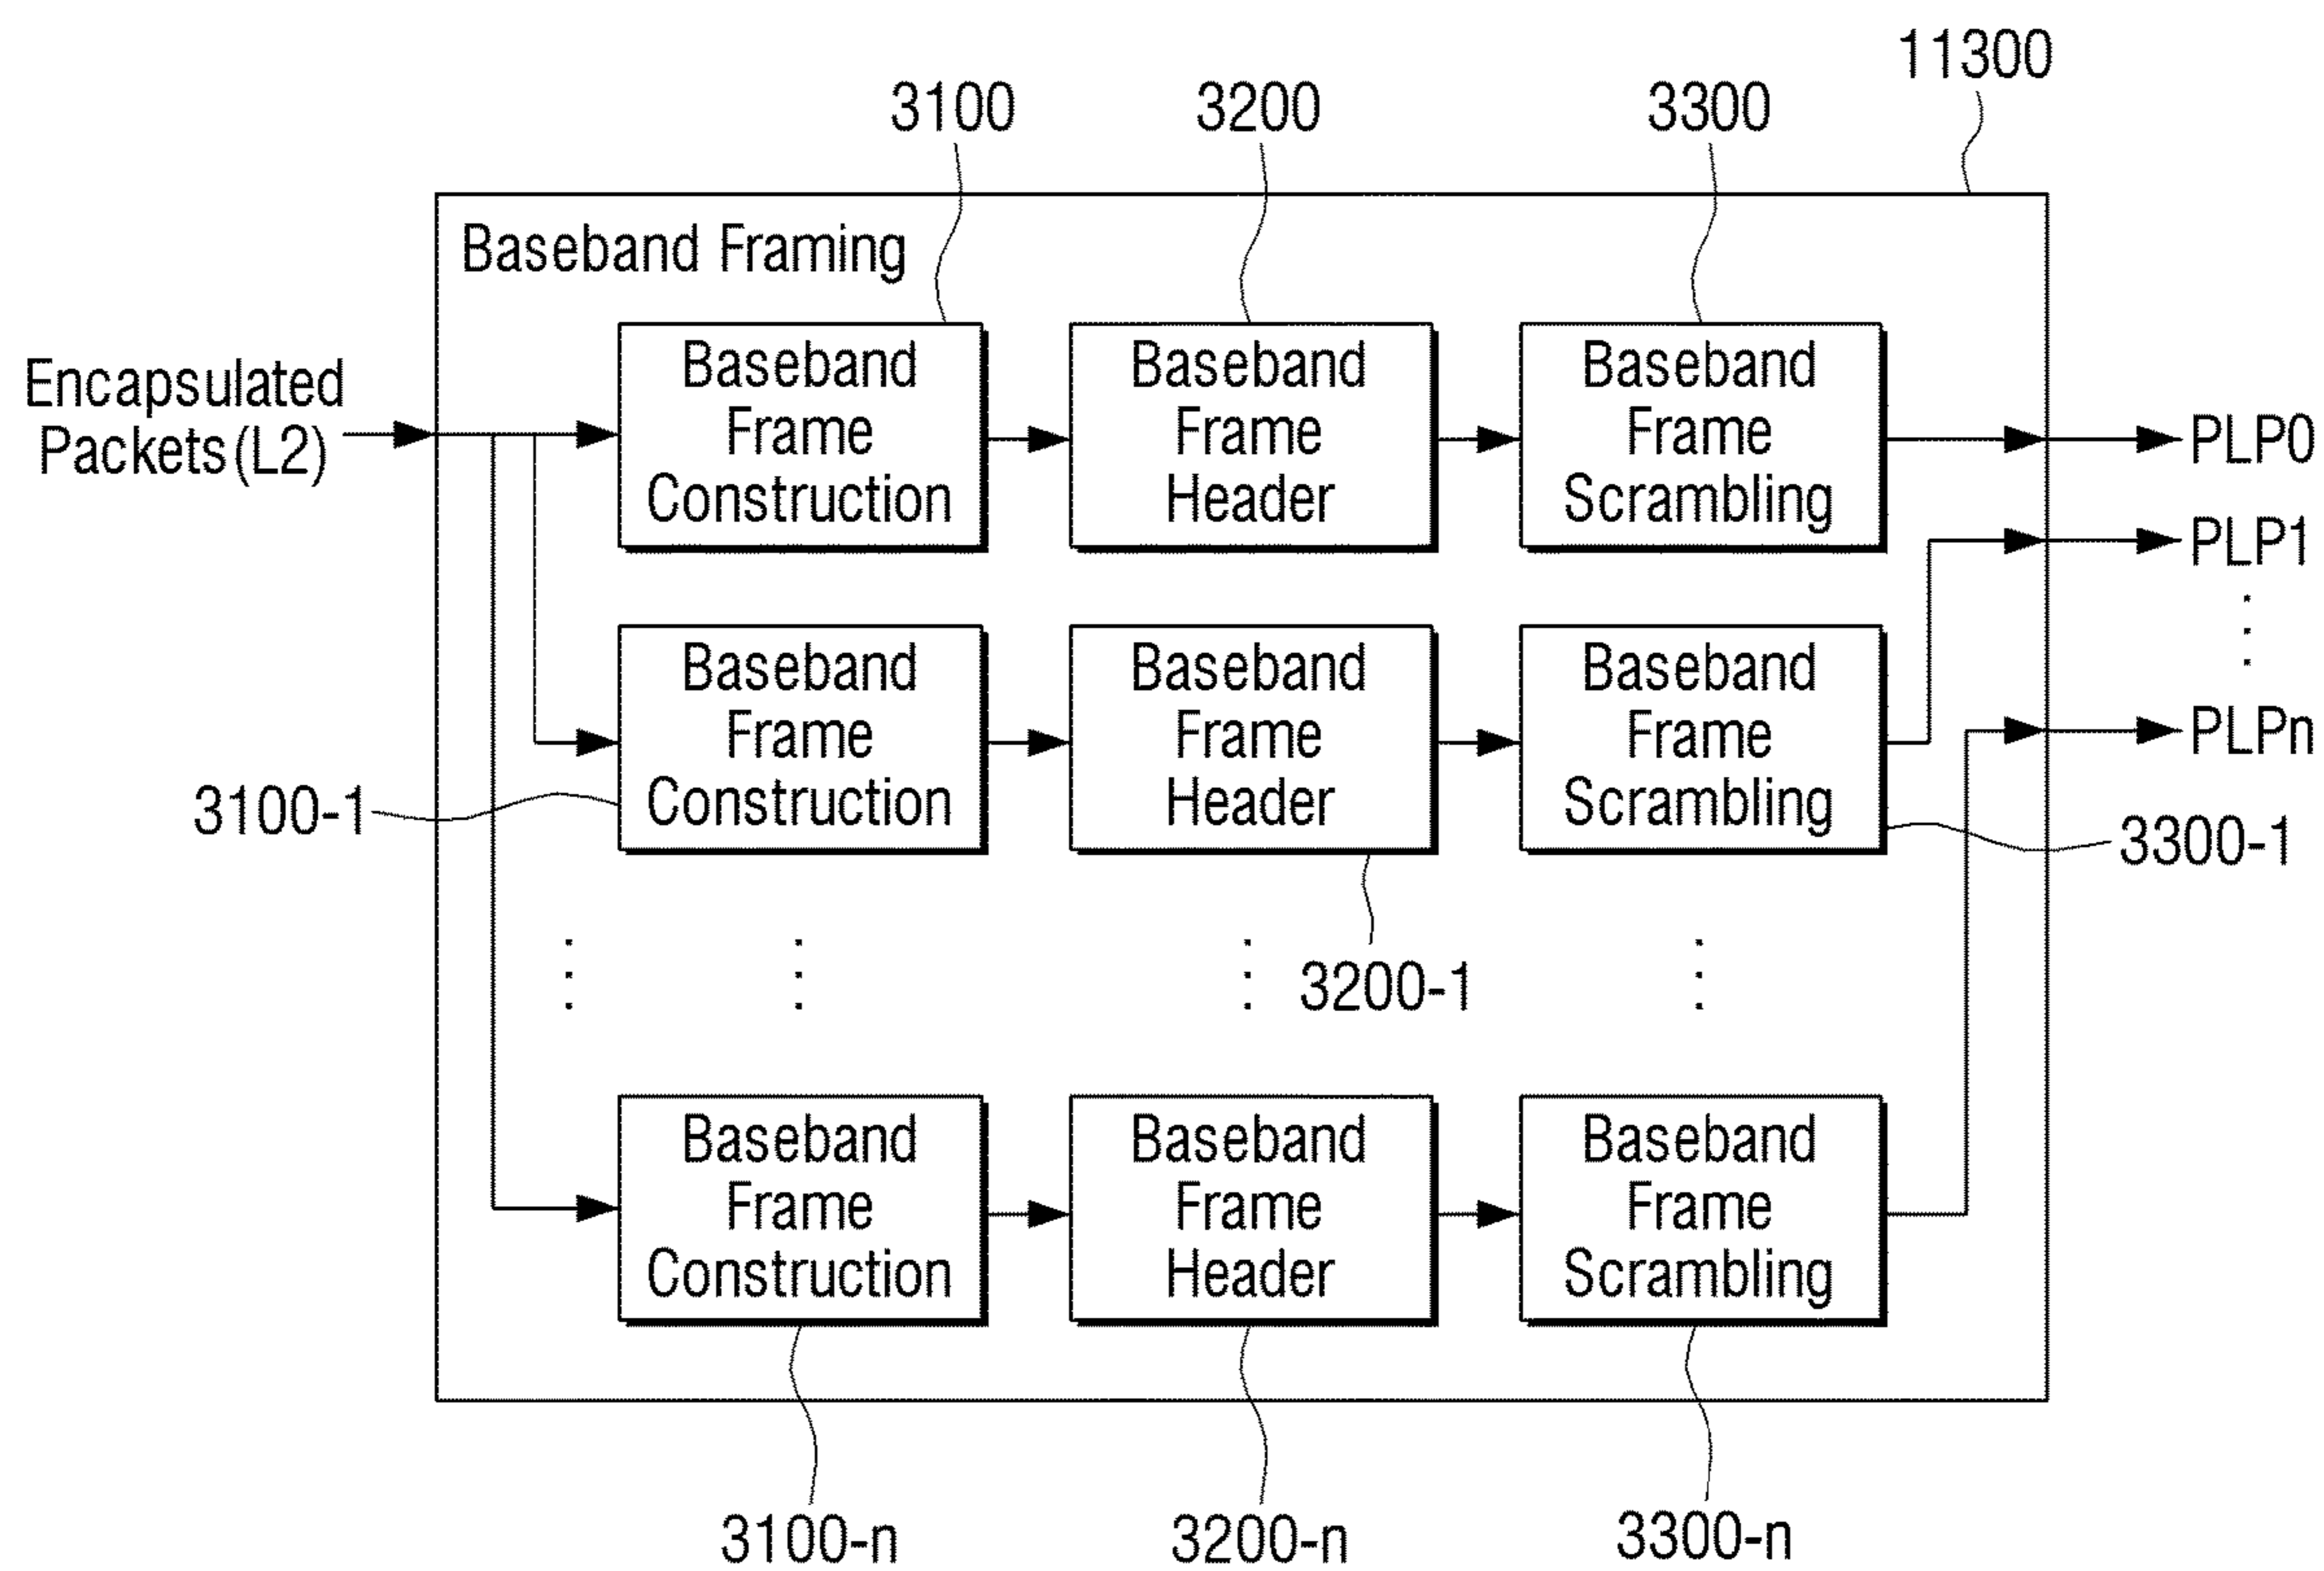 11300
3100
3200
3300
Baseband Framing
Encapsulated
Packets(L2)
Baseband
Frame
Construction
Baseband
Frame
Header
Baseband
Frame
Scrambling
PLP0
PLP1
PLPn
Baseband
Frame
Construction
Baseband
Frame
Header
Baseband
Frame
Scrambling
3100-1
3300-1
3200-1
Baseband
Frame
Construction
Baseband
Frame
Header
Baseband
Frame
Scrambling
3100-n
3200-n
3300-n